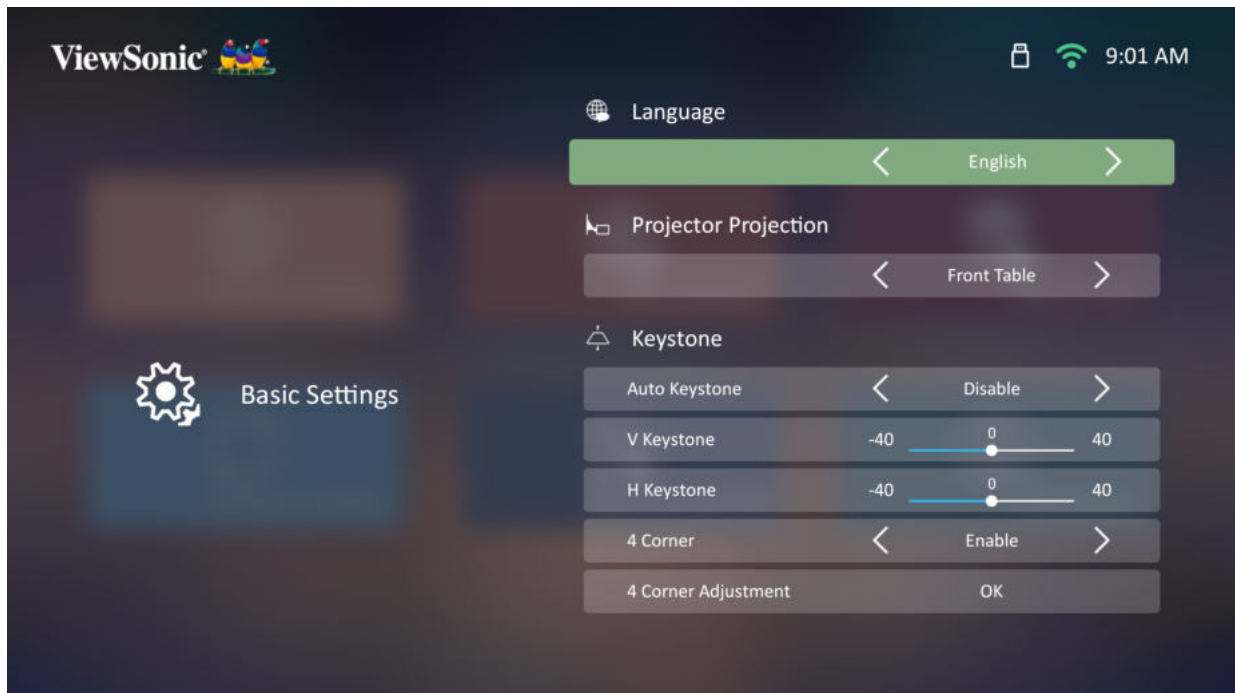 ViewSonic®
9:01 AM
Language
English
Projector Projection
Front Table
Keystone
Auto Keystone Disable
V Keystone -40 0 40
H Keystone -40 0 40
4 Corner Enable
4 Corner Adjustment OK
Basic Settings